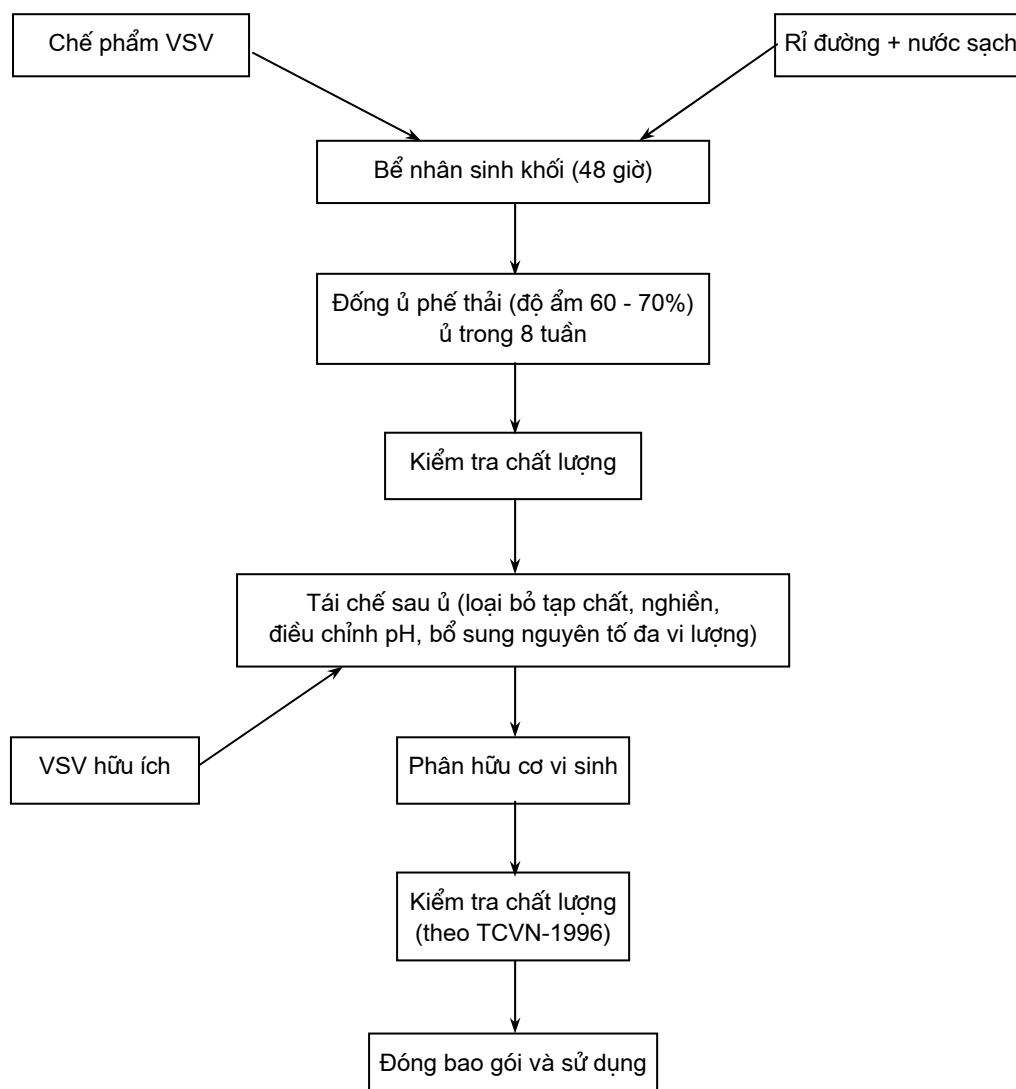 Chế phẩm VSV
Rỉ đường + nước sạch
Bể nhân sinh khối (48 giờ)
Đống ủ phế thải (độ ẩm 60 - 70%)
ủ trong 8 tuần
Kiểm tra chất lượng
Tái chế sau ủ (loại bỏ tạp chất, nghiền,
điều chỉnh pH, bổ sung nguyên tố đa vi lượng)
VSV hữu ích
Phân hữu cơ vi sinh
Kiểm tra chất lượng
(theo TCVN-1996)
Đóng bao gói và sử dụng